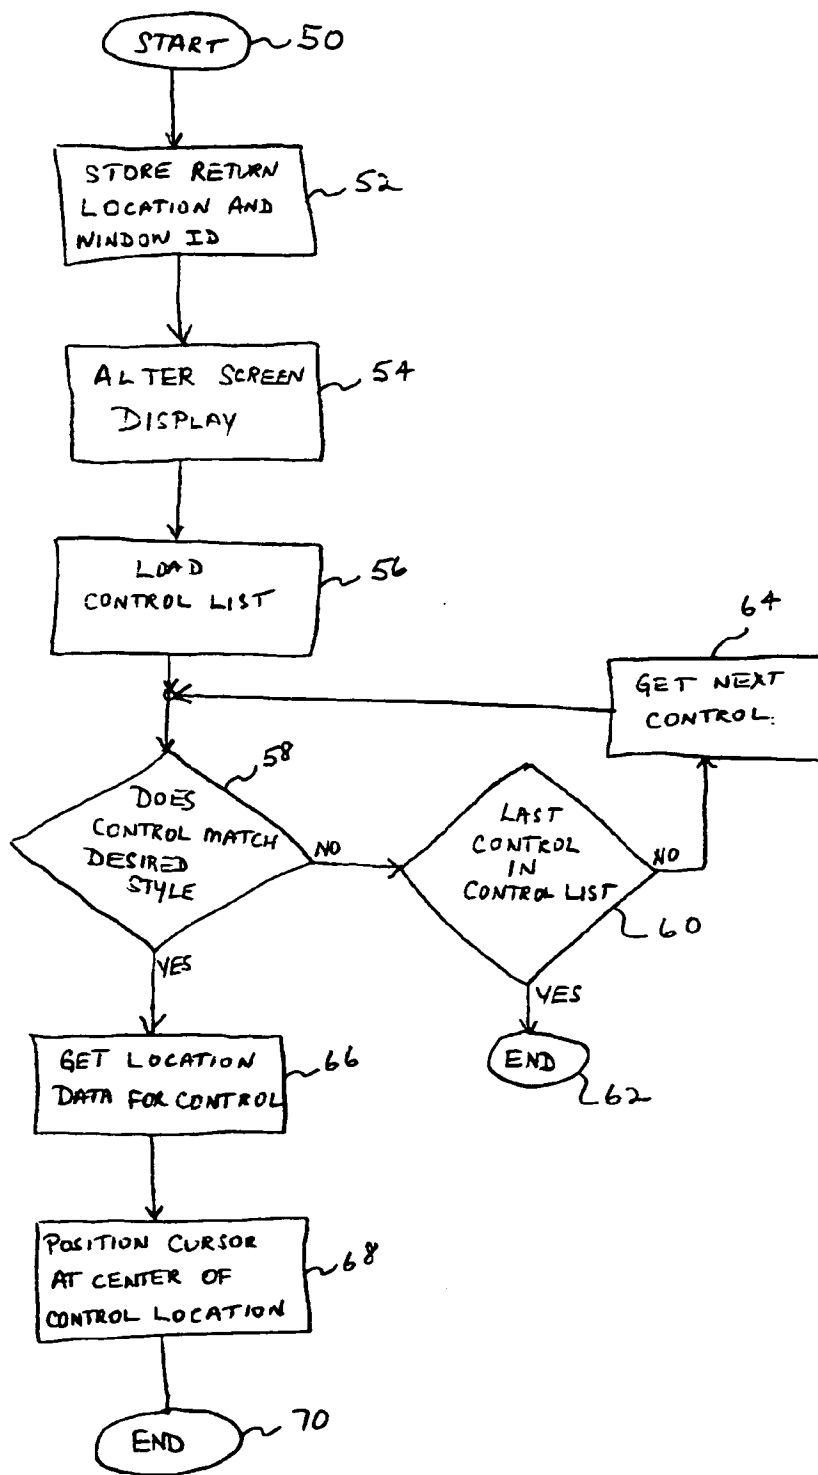 START
50
STORE RETURN
LOCATION AND
WINDOW ID
52
ALTER SCREEN
DISPLAY
54
LOAD
CONTROL LIST
56
64
GET NEXT
CONTROL.
58
DOES
CONTROL MATCH
DESIRED
STYLE
NO
LAST
CONTROL
IN
CONTROL LIST
NO
60
YES
YES
GET LOCATION
DATA FOR CONTROL
66
END
62
POSITION CURSOR
AT CENTER OF
CONTROL LOCATION
68
END
70